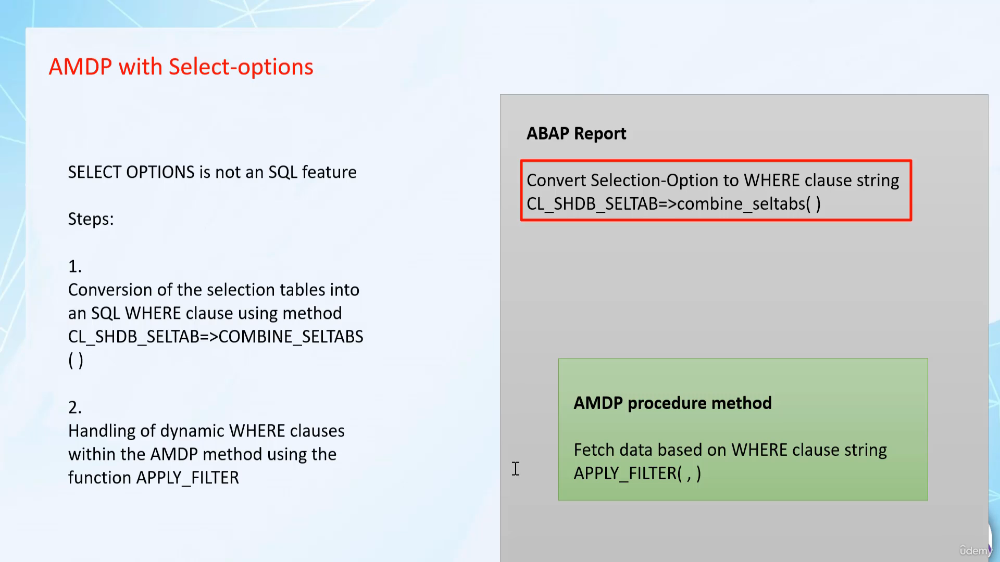 AMDP with Select-options
SELECT OPTIONS is not an SQL feature
Steps:
1.
Conversion of the selection tables into
an SQL WHERE clause using method
CL_SHDB_SELTAB=>COMBINE_SELTABS
( )
2.
Handling of dynamic WHERE clauses
within the AMDP method using the
function APPLY_FILTER
ABAP Report
Convert Selection-Option to WHERE clause string
CL_SHDB_SELTAB=>combine_seltabs( )
AMDP procedure method
Fetch data based on WHERE clause string
APPLY_FILTER( , )
ûdemy